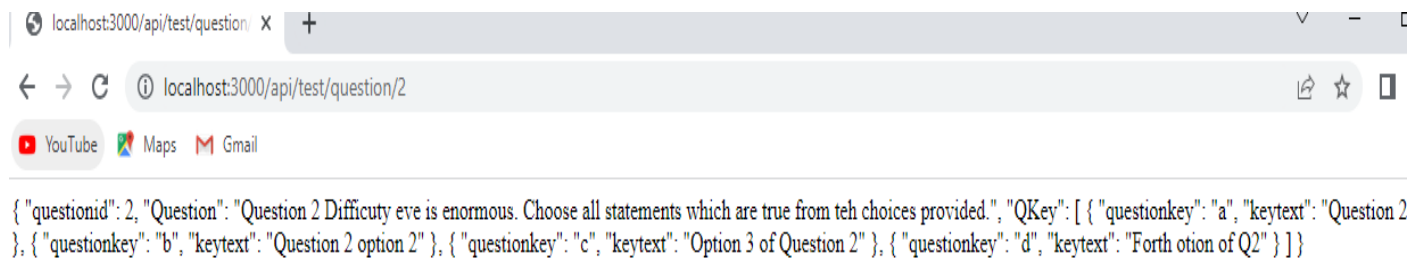 localhost:3000/api/test/question/
localhost:3000/api/test/question/2
YouTube Maps Gmail
{ "questionid": 2, "Question": "Question 2 Difficuty eve is enormous. Choose all statements which are true from teh choices provided.", "QKey": [ { "questionkey": "a", "keytext": "Question 2
}, { "questionkey": "b", "keytext": "Question 2 option 2" }, { "questionkey": "c", "keytext": "Option 3 of Question 2" }, { "questionkey": "d", "keytext": "Forth otion of Q2" } ] }